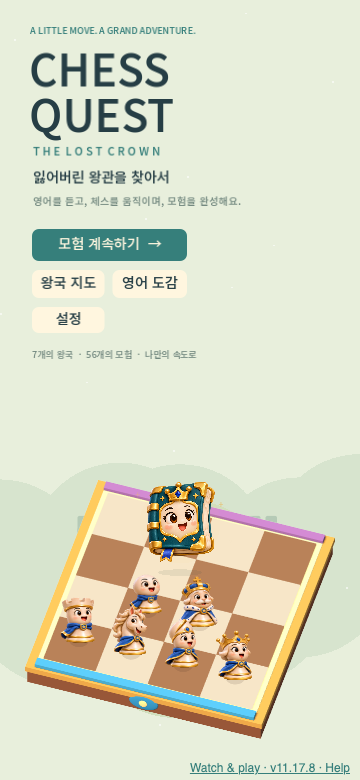 A LITTLE MOVE. A GRAND ADVENTURE.
CHESS
QUEST
THE LOST CROWN
잃어버린 왕관을 찾아서
영어를 듣고, 체스를 움직이며, 모험을 완성해요.
모험 계속하기 →
왕국 지도 영어 도감
설정
7개의 왕국 · 56개의 모험 · 나만의 속도로
Watch & play · v11.17.8 · Help